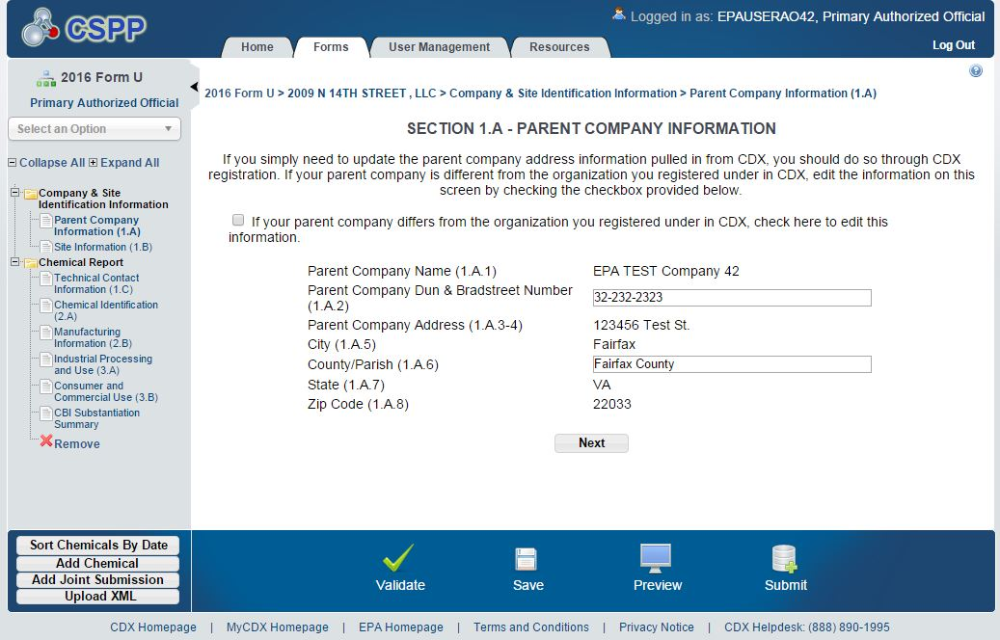 CSPP
Logged in as: EPAUSERAO42, Primary Authorized Official
Home
Forms
User Management
Resources
Log Out
2016 Form U
Primary Authorized Official
Select an Option
Collapse All
Expand All
Company & Site
Identification Information
Parent Company
Information (1.A)
Site Information (1.B)
Chemical Report
Technical Contact
Information (1.C)
Chemical Identification
(2.A)
Manufacturing
Information (2.B)
Industrial Processing
and Use (3.A)
Consumer and
Commercial Use (3.B)
CBI Substantiation
Summary
Remove
2016 Form U > 2009 N 14TH STREET , LLC > Company & Site Identification Information > Parent Company Information (1.A)
SECTION 1.A - PARENT COMPANY INFORMATION
If you simply need to update the parent company address information pulled in from CDX, you should do so through CDX
registration. If your parent company is different from the organization you registered under in CDX, edit the information on this
screen by checking the checkbox provided below.
If your parent company differs from the organization you registered under in CDX, check here to edit this
information.
Parent Company Name (1.A.1) EPA TEST Company 42
Parent Company Dun & Bradstreet Number
(1.A.2)
32-232-2323
Parent Company Address (1.A.3-4) 123456 Test St.
City (1.A.5) Fairfax
County/Parish (1.A.6) Fairfax County
State (1.A.7) VA
Zip Code (1.A.8) 22033
Next
Sort Chemicals By Date
Add Chemical
Add Joint Submission
Upload XML
Validate
Save
Preview
Submit
CDX Homepage | MyCDX Homepage | EPA Homepage | Terms and Conditions | Privacy Notice | CDX Helpdesk: (888) 890-1995